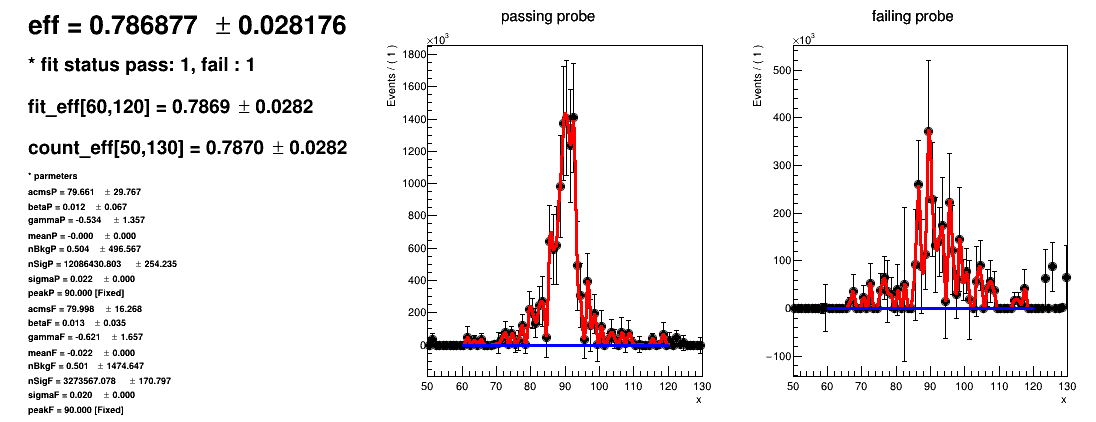 eff = 0.786877 ± 0.028176
* fit status pass: 1, fail : 1
fit_eff[60,120] = 0.7869 ± 0.0282
count_eff[50,130] = 0.7870 ± 0.0282
* parmeters
acmsP = 79.661 ± 29.767
betaP = 0.012 ± 0.067
gammaP = -0.534 ± 1.357
meanP = -0.000 ± 0.000
nBkgP = 0.504 ± 496.567
nSigP = 12086430.803 ± 254.235
sigmaP = 0.022 ± 0.000
peakP = 90.000 [Fixed]
acmsF = 79.998 ± 16.268
betaF = 0.013 ± 0.035
gammaF = -0.621 ± 1.657
meanF = -0.022 ± 0.000
nBkgF = 0.501 ± 1474.647
nSigF = 3273567.078 ± 170.797
sigmaF = 0.020 ± 0.000
peakF = 90.000 [Fixed]
passing probe
×10³
Events / ( 1 )
1800
1600
1400
1200
1000
800
600
400
200
0
50 60 70 80 90 100 110 120 130
x
failing probe
×10³
Events / ( 1 )
500
400
300
200
100
0
−100
50 60 70 80 90 100 110 120 130
x